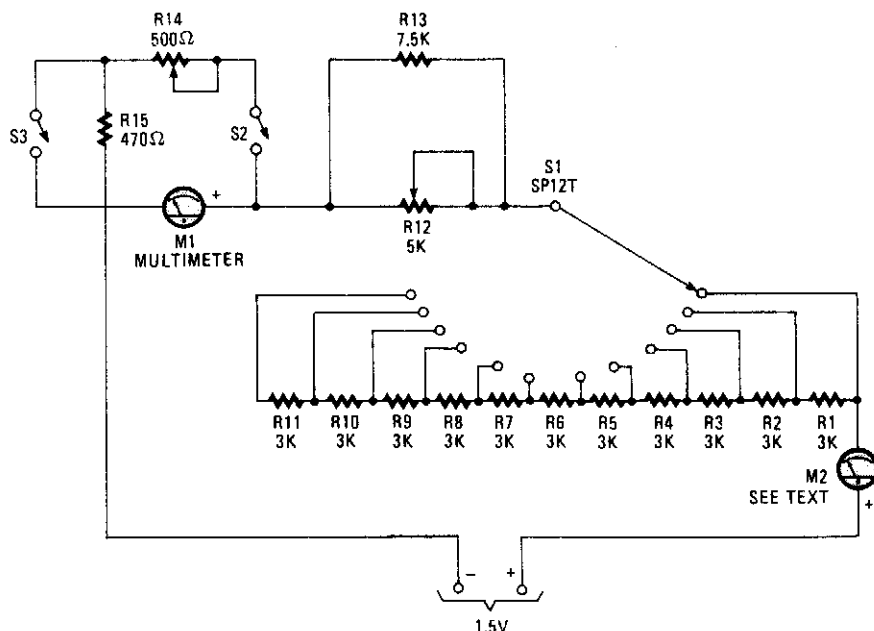 R14
500Ω
R13
7.5K
S3
R15
470Ω
S2
+
M1
MULTIMETER
R12
5K
S1
SP12T
R11
3K
R10
3K
R9
3K
R8
3K
R7
3K
R6
3K
R5
3K
R4
3K
R3
3K
R2
3K
R1
3K
M2
SEE TEXT
+
−
+
1.5V